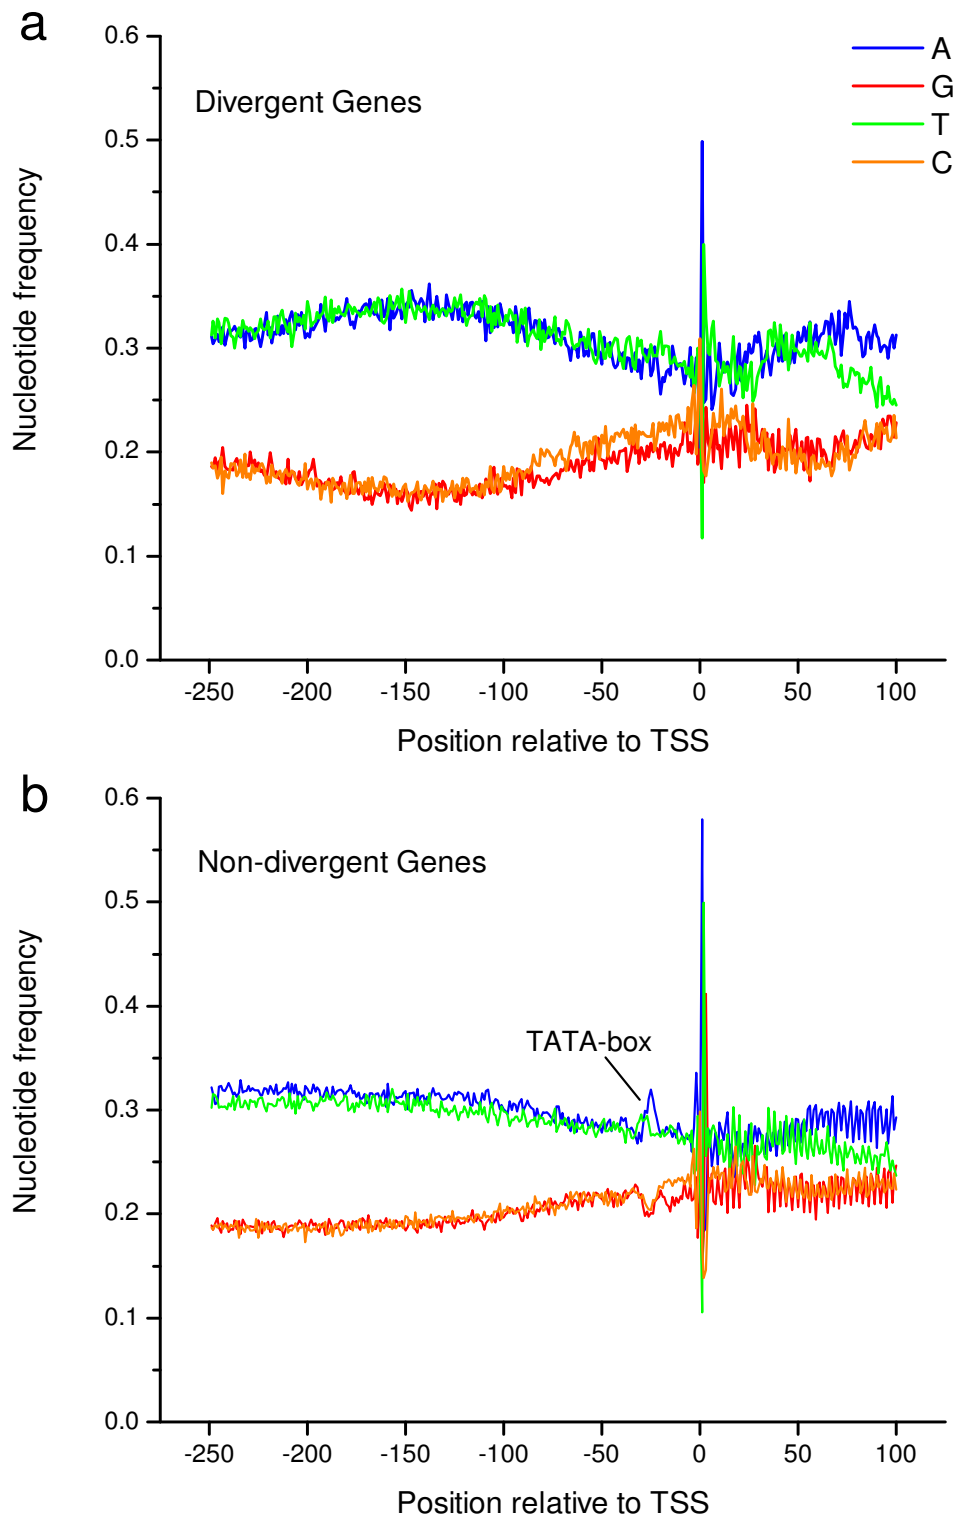 a
0.6
A
G
T
C
Divergent Genes
0.5
0.4
0.3
0.2
0.1
0.0
Nucleotide frequency
-250 -200 -150 -100 -50 0 50 100
Position relative to TSS
b
0.6
Non-divergent Genes
0.5
0.4
TATA-box
0.3
0.2
0.1
0.0
Nucleotide frequency
-250 -200 -150 -100 -50 0 50 100
Position relative to TSS